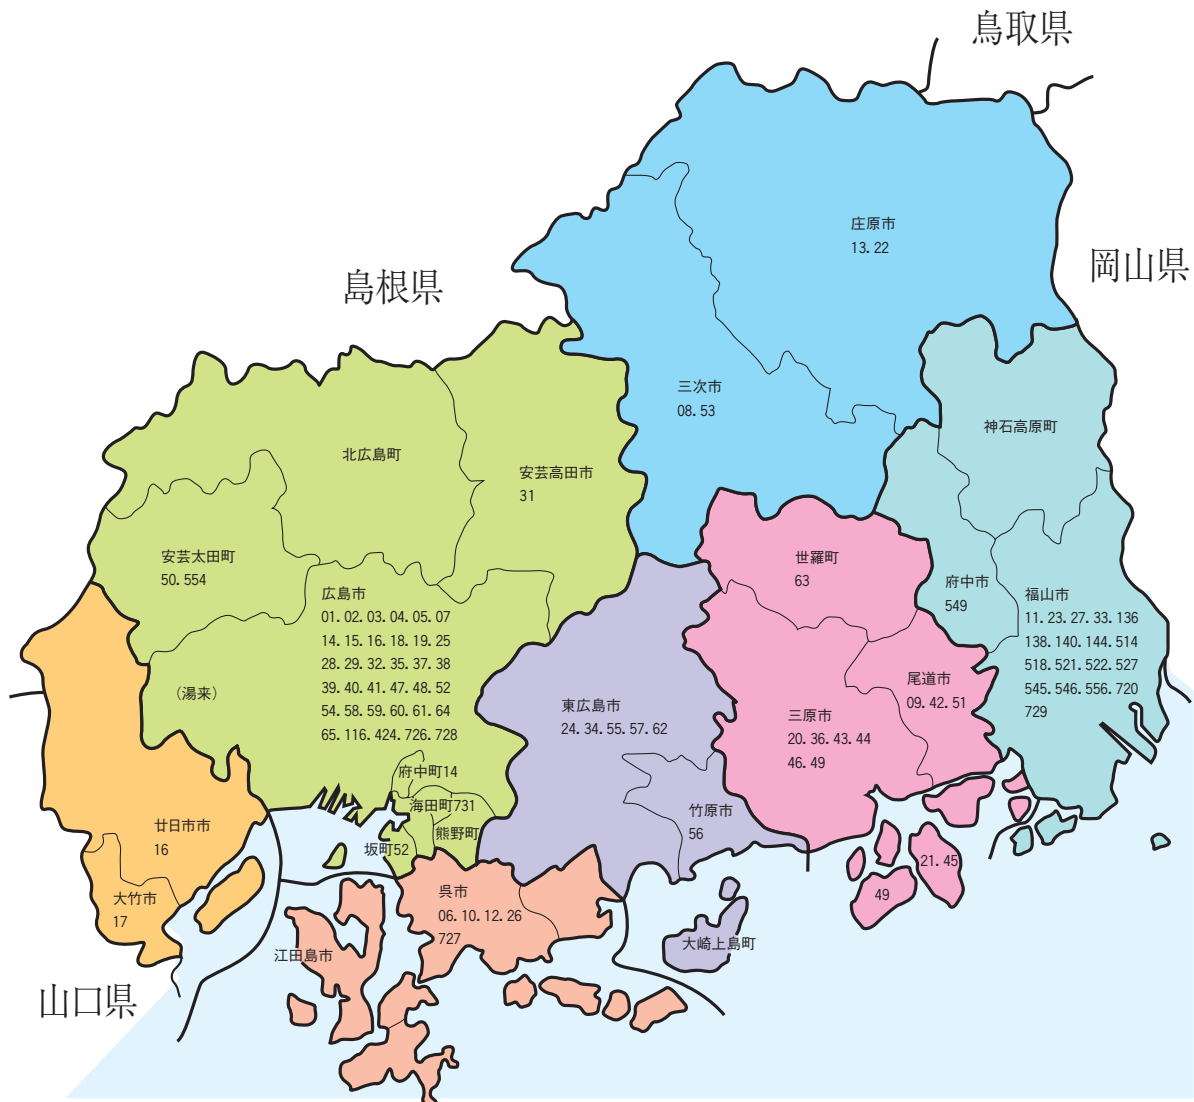 鳥取県
庄原市
13.22
岡山県
島根県
三次市
08.53
神石高原町
北広島町
安芸高田市
31
安芸太田町
50.554
世羅町
63
府中市
549
広島市
01.02.03.04.05.07
14.15.16.18.19.25
28.29.32.35.37.38
39.40.41.47.48.52
54.58.59.60.61.64
65.116.424.726.728
福山市
11.23.27.33.136
138.140.144.514
518.521.522.527
545.546.556.720
729
(湯来)
尾道市
09.42.51
東広島市
24.34.55.57.62
三原市
20.36.43.44
46.49
府中町14
海田町731
熊野町
坂町52
竹原市
56
廿日市市
16
21.45
49
大竹市
17
呉市
06.10.12.26
727
江田島市
大崎上島町
山口県